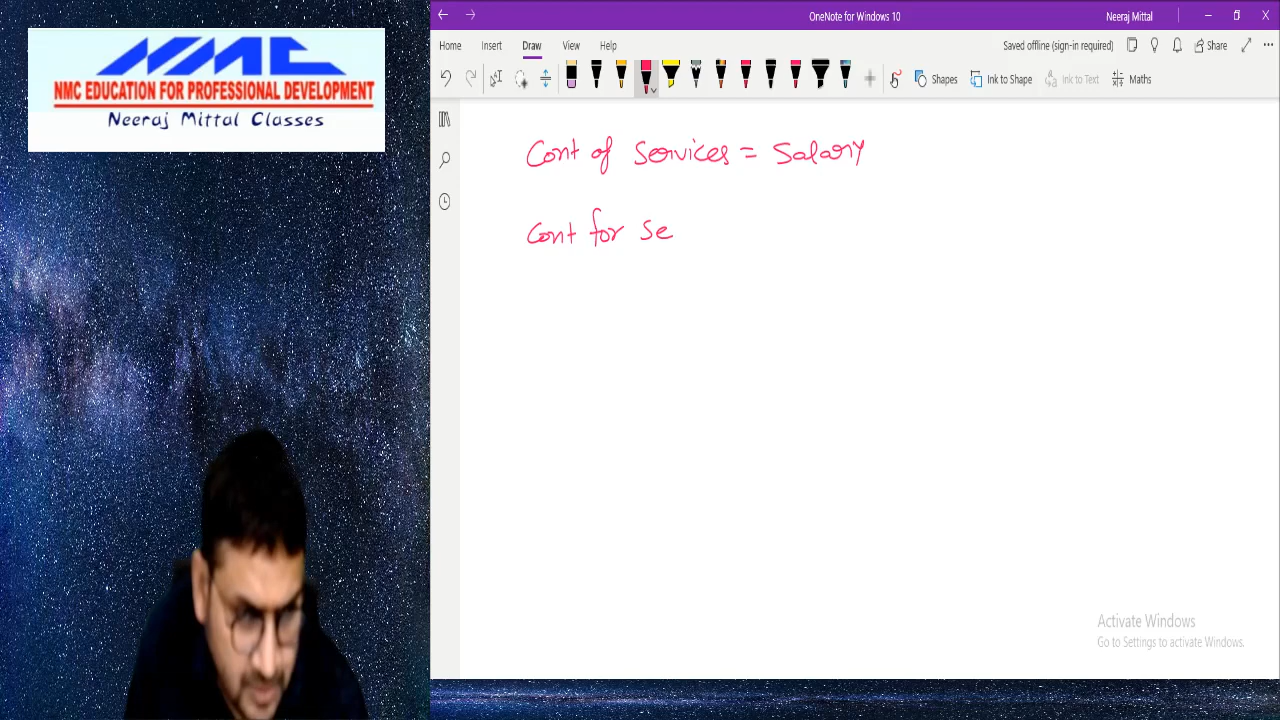 NMC
NMC EDUCATION FOR PROFESSIONAL DEVELOPMENT
Neeraj Mittal Classes
OneNote for Windows 10
Neeraj Mittal
Home Insert Draw View Help
Saved offline (sign-in required)
Share
Shapes
Ink to Shape
Ink to Text
Maths
Cont of Services = Salary
Cont for Se
Activate Windows
Go to Settings to activate Windows.